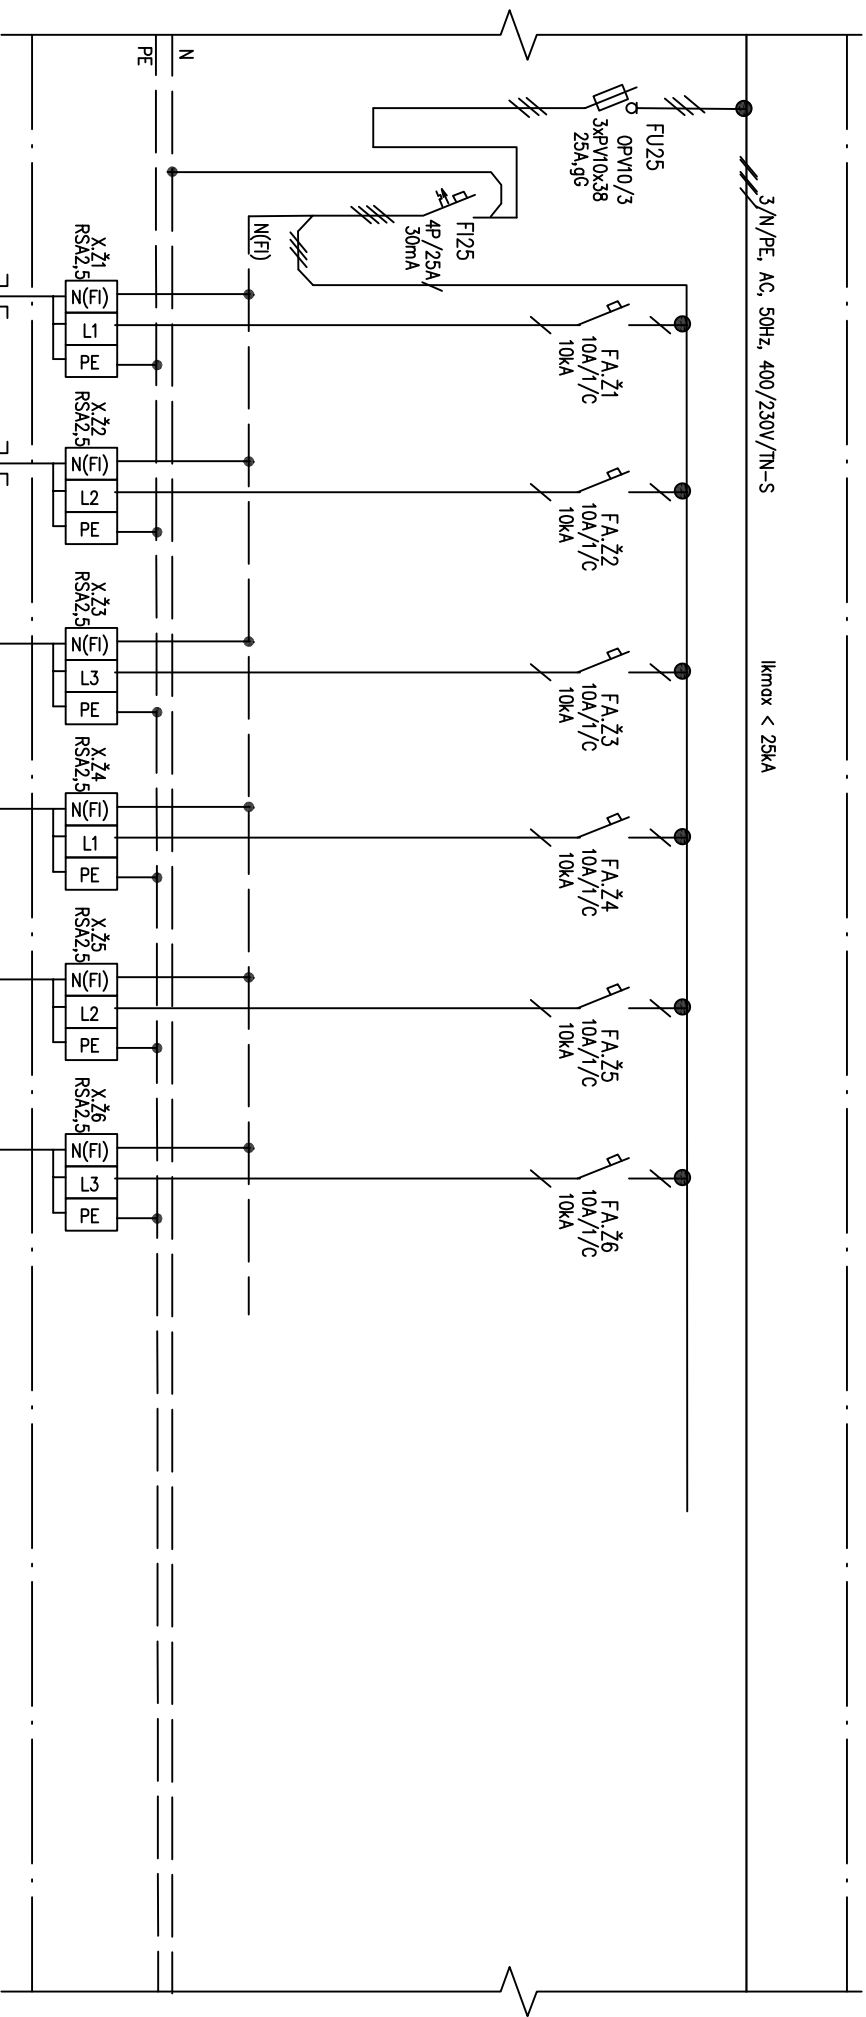 3/N/PE, AC, 50Hz, 400/230V/TN-S
Ikmax < 25kA
FU25
OPV10/3
3xPV10x38
25A,gG
FI25
4P/25A
30mA
FA.Ž1
10A/1/C
10kA
FA.Ž2
10A/1/C
10kA
FA.Ž3
10A/1/C
10kA
FA.Ž4
10A/1/C
10kA
FA.Ž5
10A/1/C
10kA
FA.Ž6
10A/1/C
10kA
N(FI)
N
PE
X.Ž1
RSA2,5
N(FI)
L1
PE
X.Ž2
RSA2,5
N(FI)
L2
PE
X.Ž3
RSA2,5
N(FI)
L3
PE
X.Ž4
RSA2,5
N(FI)
L1
PE
X.Ž5
RSA2,5
N(FI)
L2
PE
X.Ž6
RSA2,5
N(FI)
L3
PE